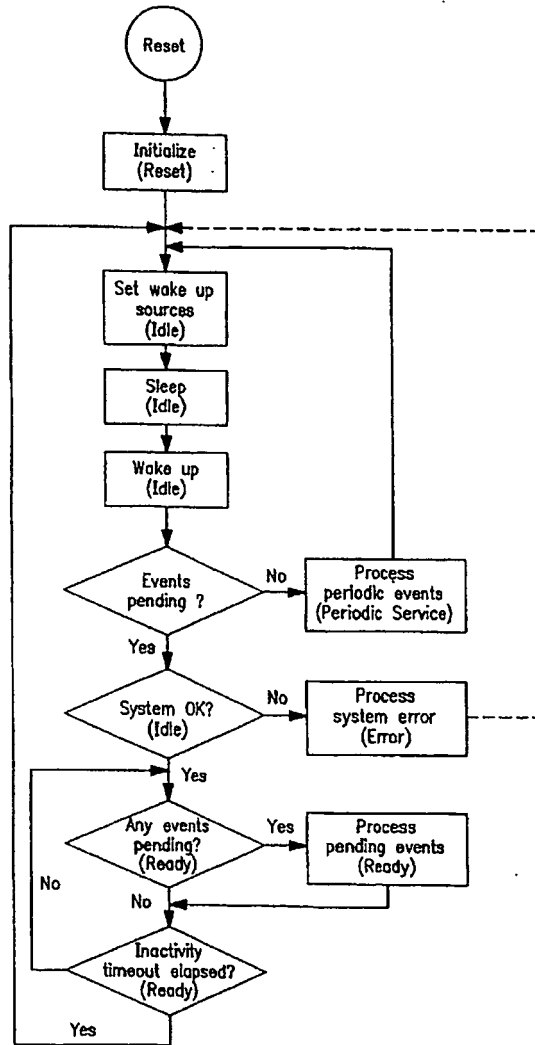 Reset
Initialize
(Reset)
Set wake up
sources
(Idle)
Sleep
(Idle)
Wake up
(Idle)
Events
pending ?
No
Process
periodic events
(Periodic Service)
Yes
System OK?
(Idle)
No
Process
system error
(Error)
Yes
Any events
pending?
(Ready)
Yes
Process
pending events
(Ready)
No
No
Inactivity
timeout elapsed?
(Ready)
Yes